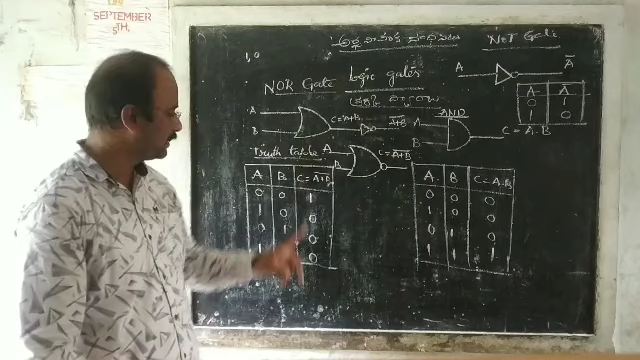 SEPTEMBER
5TH,
1,0
NOT Gate
NOR Gate Logic gates
A Ā
A Ā
0 1
1 0
A
B
C=A+B
AND
A
B
C = A.B
Truth table
A
B
A B
0 0 1
1 0 0
0 1 0
1 1 0
A B C=A.B
0 0 0
1 0 0
0 1 0
1 1 1